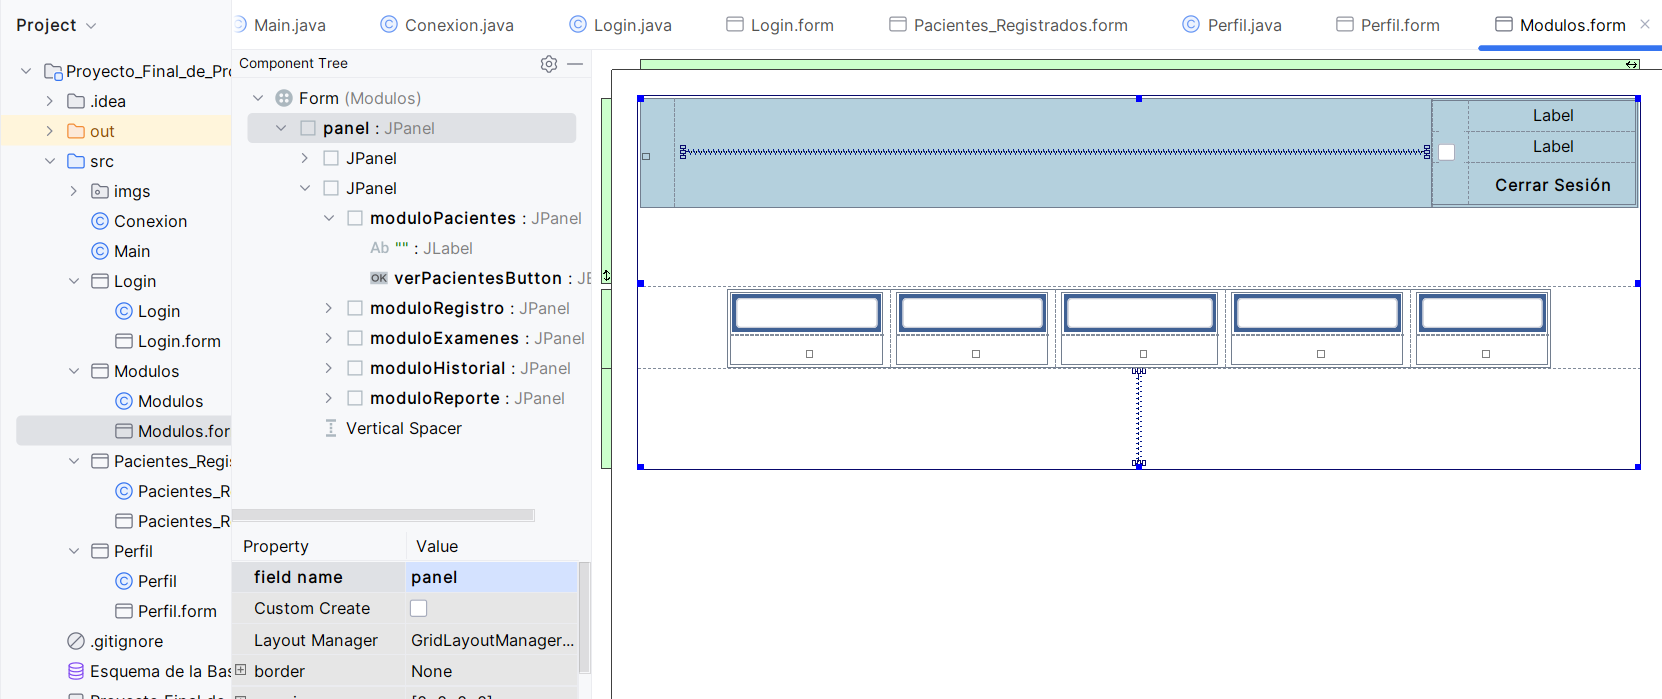 Project
Main.java
Conexion.java
Login.java
Login.form
Pacientes_Registrados.form
Perfil.java
Perfil.form
Modulos.form
Proyecto_Final_de_Pro
.idea
out
src
imgs
Conexion
Main
Login
Login
Login.form
Modulos
Modulos
Modulos.for
Pacientes_Regis
Pacientes_R
Pacientes_R
Perfil
Perfil
Perfil.form
.gitignore
Esquema de la Bas
Component Tree
Form (Modulos)
panel : JPanel
JPanel
JPanel
moduloPacientes : JPanel
Ab "" : JLabel
OK verPacientesButton : JB
moduloRegistro : JPanel
moduloExamenes : JPanel
moduloHistorial : JPanel
moduloReporte : JPanel
Vertical Spacer
Property Value
field name panel
Custom Create
Layout Manager GridLayoutManager...
border None
Label
Label
Cerrar Sesión